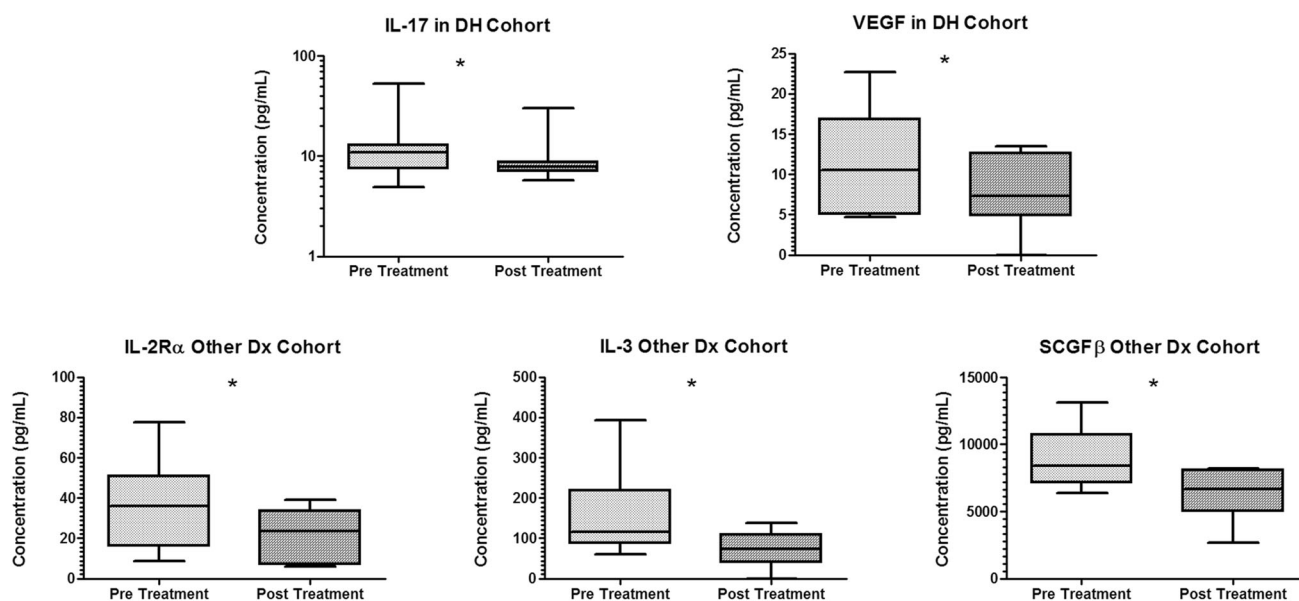 IL-17 in DH Cohort
Concentration (pg/mL)
100
10
1
*
Pre Treatment
Post Treatment
VEGF in DH Cohort
Concentration (pg/mL)
25
20
15
10
5
0
*
Pre Treatment
Post Treatment
IL-2Rα Other Dx Cohort
Concentration (pg/mL)
100
80
60
40
20
0
*
Pre Treatment
Post Treatment
IL-3 Other Dx Cohort
Concentration (pg/mL)
500
400
300
200
100
0
*
Pre Treatment
Post Treatment
SCGFβ Other Dx Cohort
Concentration (pg/mL)
15000
10000
5000
0
*
Pre Treatment
Post Treatment